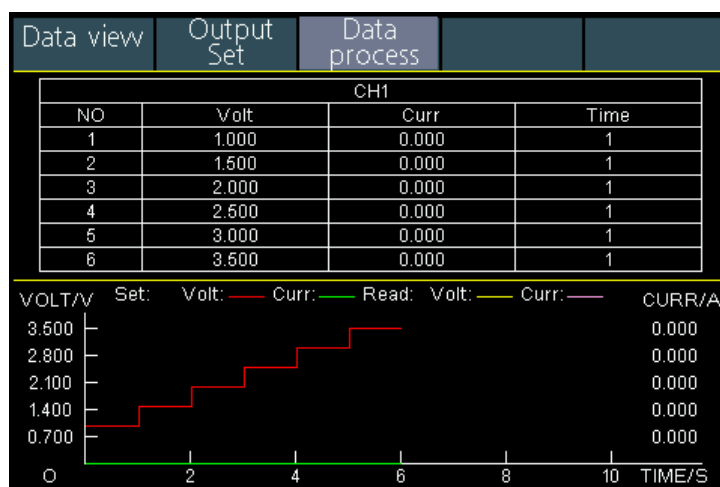 Data view Output Set Data process
CH1
NO Volt Curr Time
1 1.000 0.000 1
2 1.500 0.000 1
3 2.000 0.000 1
4 2.500 0.000 1
5 3.000 0.000 1
6 3.500 0.000 1
VOLT/V Set: Volt: Curr: Read: Volt: Curr: CURR/A
3.500 0.000
2.800 0.000
2.100 0.000
1.400 0.000
0.700 0.000
O 2 4 6 8 10 TIME/S